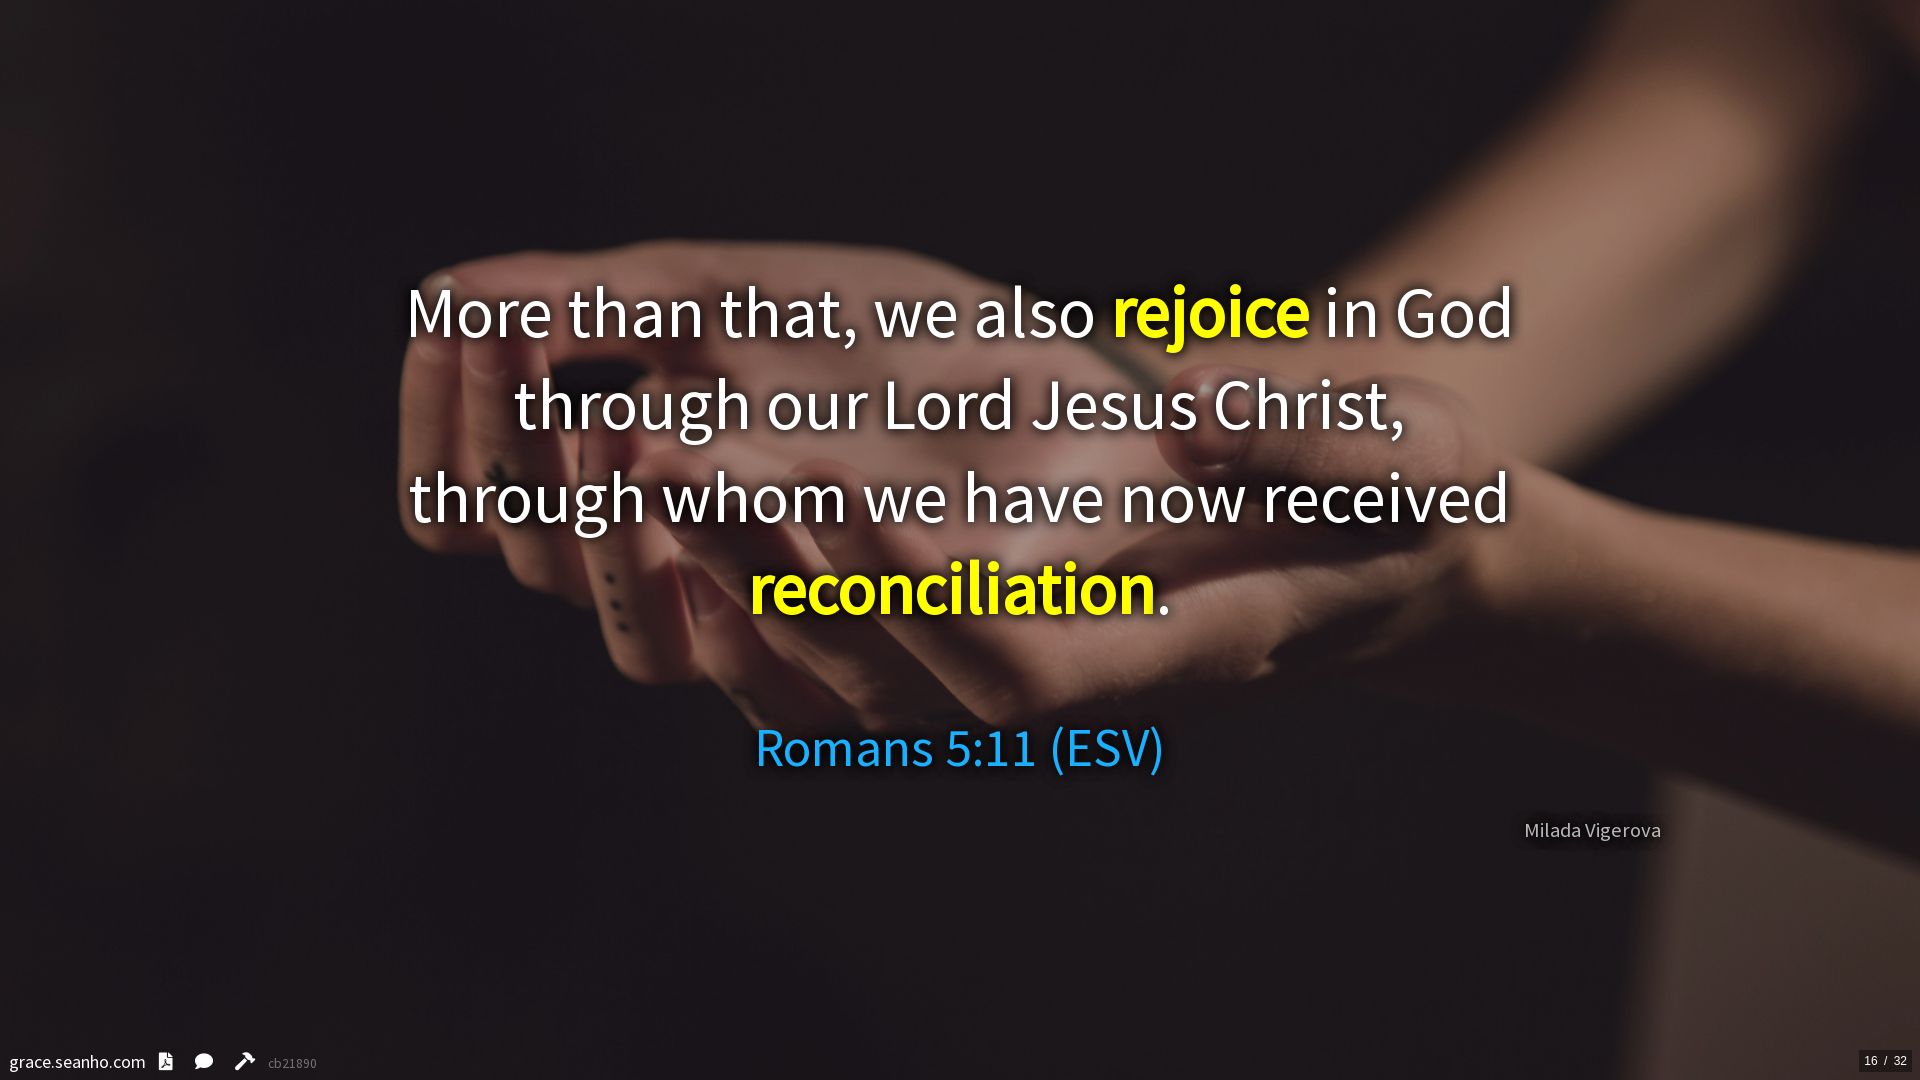 More than that, we also rejoice in God
through our Lord Jesus Christ,
through whom we have now received
reconciliation.
Romans 5:11 (ESV)
Milada Vigerova
grace.seanho.com cb21890
16 / 32